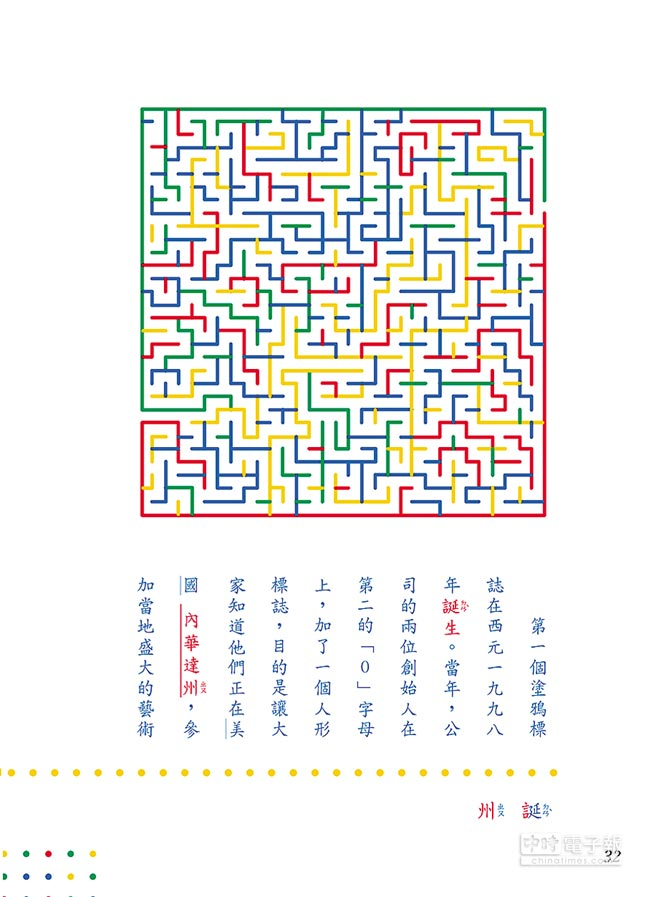 第一個塗鴉標
誌在西元一九九八
年誕生。當年，公
司的兩位創始人在
第二的「O」字母
上，加了一個人形
標誌，目的是讓大
家知道他們正在美
國內華達州，參
加當地盛大的藝術
誕 ㄉㄢˋ
州 ㄓㄡ
32
中時電子報
chinatimes.com